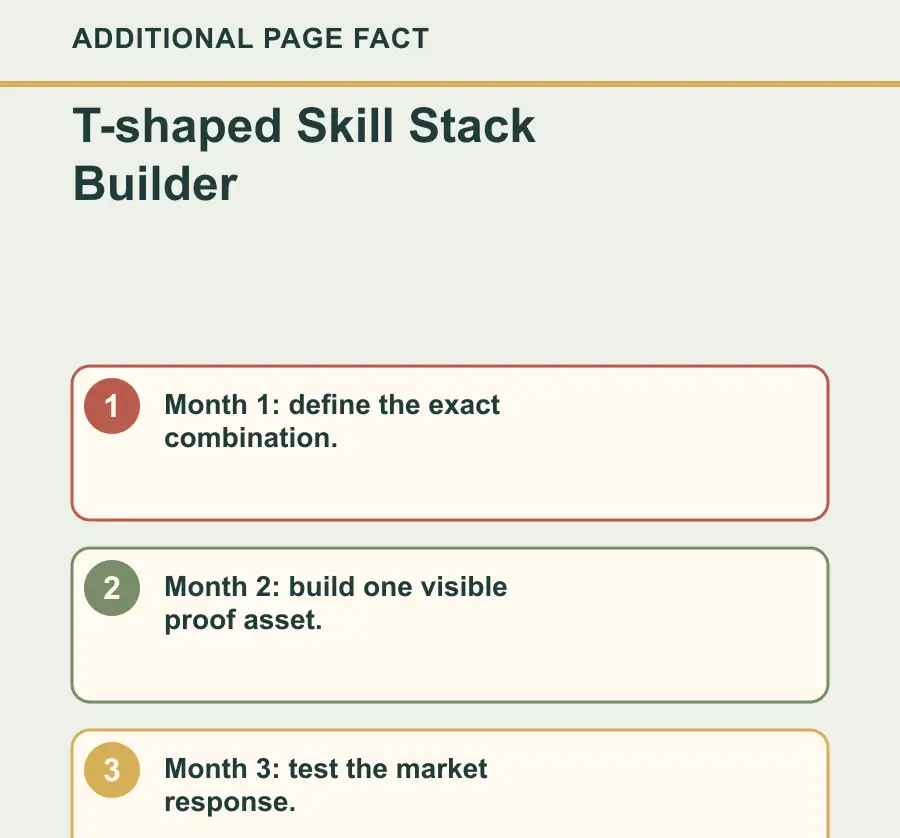 ADDITIONAL PAGE FACT
T-shaped Skill Stack
Builder
1
Month 1: define the exact
combination.
2
Month 2: build one visible
proof asset.
3
Month 3: test the market
response.